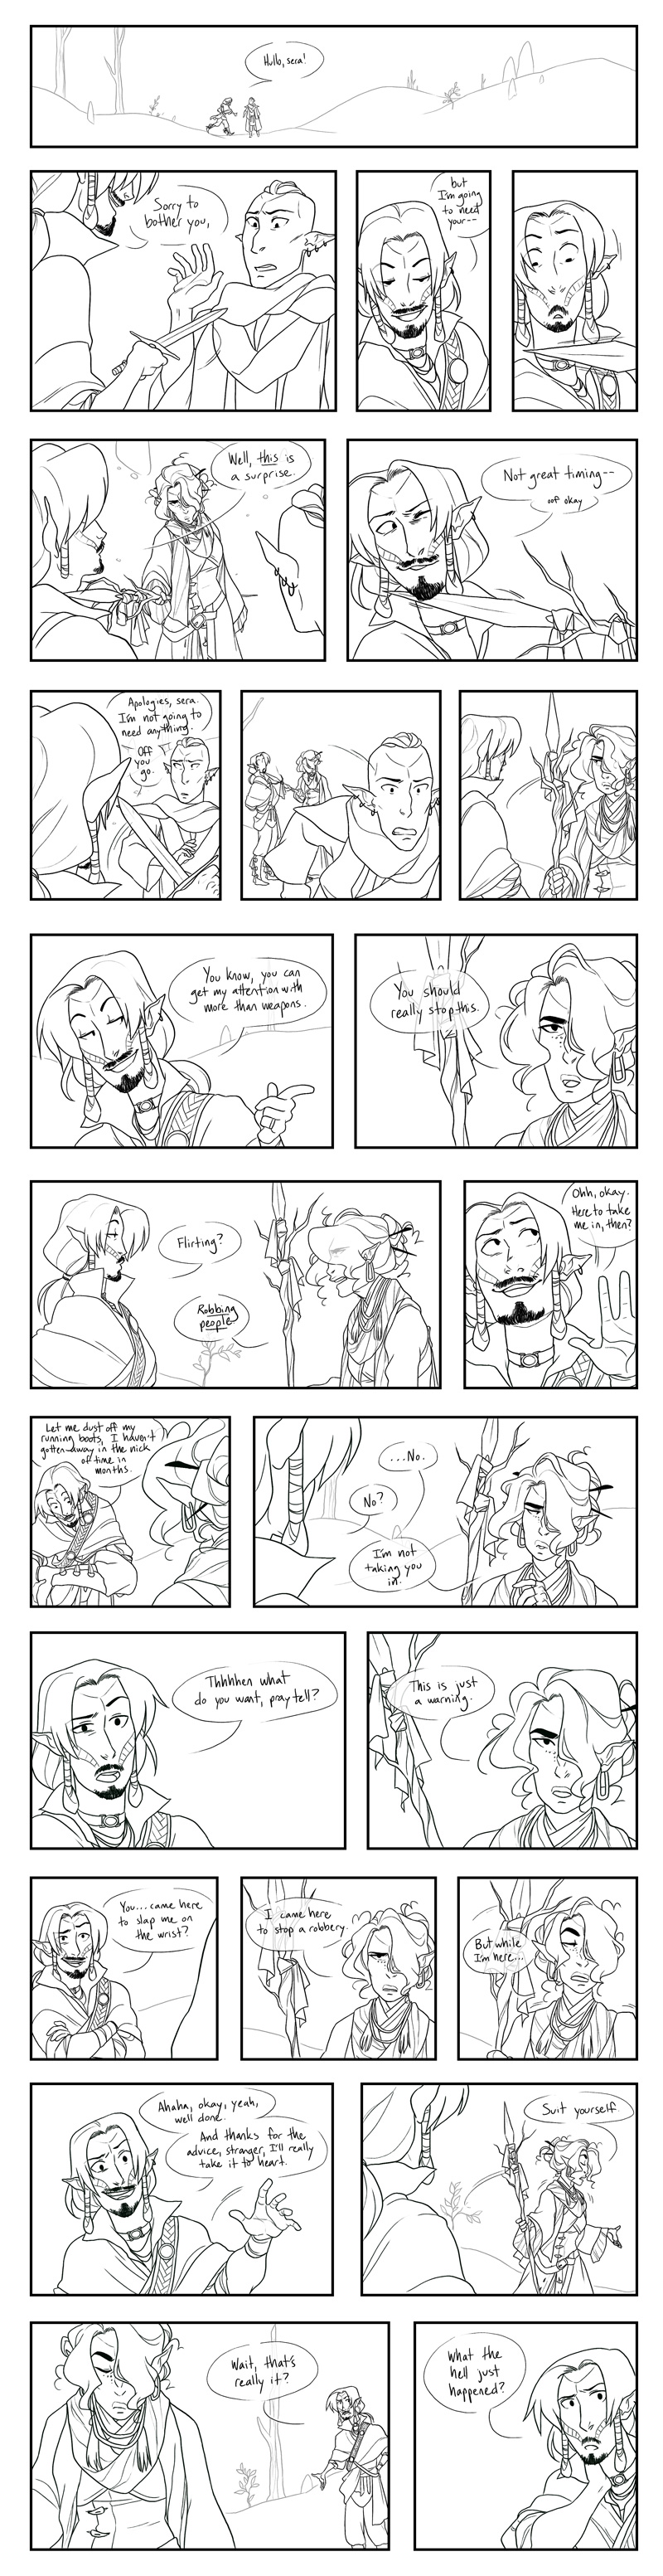 Hullo, sera!
Sorry to
bother you,
but
I'm going
to need
your--
Well, this is
a surprise.
Not great timing--
oof okay
Apologies, sera.
I'm not going to
need anything.
Off
you
go.
You know, you can
get my attention with
more than weapons.
You should
really stop this.
Flirting?
Robbing
people.
Ohh, okay.
Here to take
me in, then?
Let me dust off my
running boots, I haven't
gotten-away in the nick
of time in
months.
...No.
No?
I'm not
taking you
in.
Thhhhen what
do you want, pray tell?
This is just
a warning.
You...came here
to slap me on
the wrist?
I came here
to stop a robbery.
But while
I'm here...
Ahaha, okay, yeah,
well done.
And thanks for the
advice, stranger, I'll really
take it to heart.
Suit yourself.
Wait, that's
really it?
What the
hell just
happened?